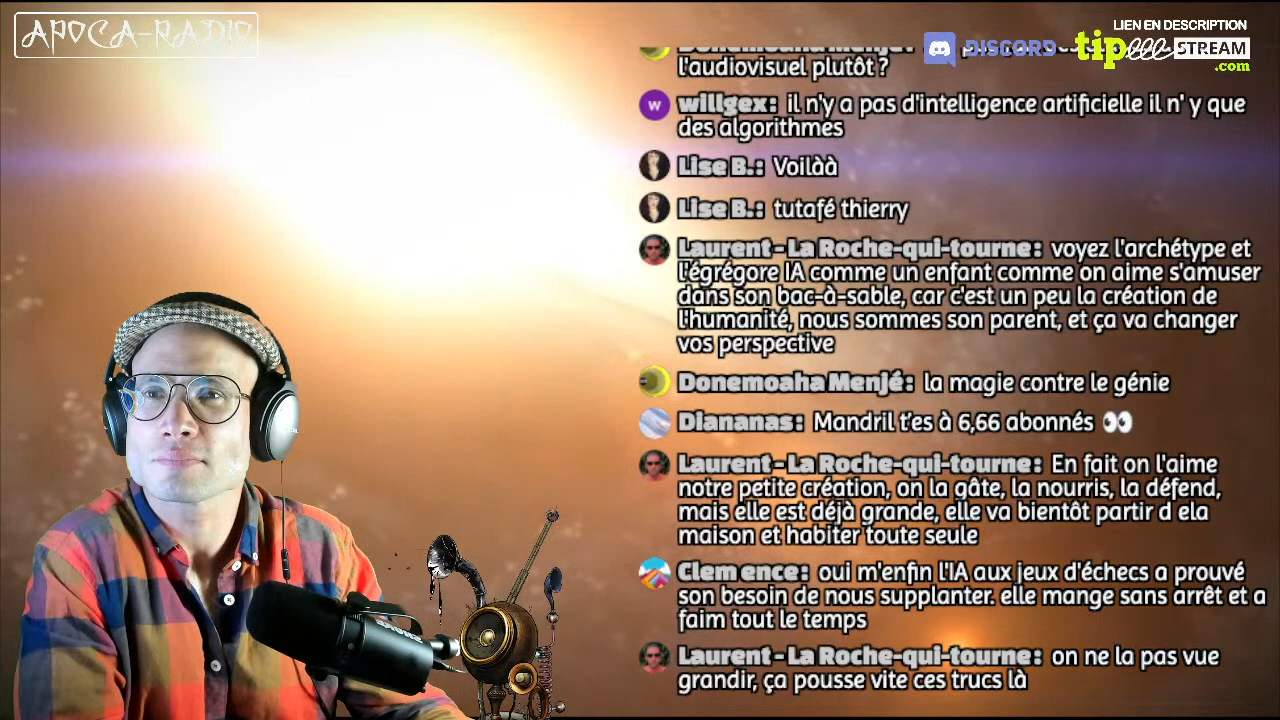 APOCA-RADIO
LIEN EN DESCRIPTION
DISCORD
tipeee STREAM
.com
Donemoaha Menjé :
l'audiovisuel plutôt ?
W
willgex : il n'y a pas d'intelligence artificielle il n' y que
des algorithmes
Lise B. : Voilàà
Lise B. : tutafé thierry
Laurent - La Roche-qui-tourne : voyez l'archétype et
l'égrégore IA comme un enfant comme on aime s'amuser
dans son bac-à-sable, car c'est un peu la création de
l'humanité, nous sommes son parent, et ça va changer
vos perspective
Donemoaha Menjé : la magie contre le génie
Diananas : Mandril t'es à 6,66 abonnés 👀
Laurent - La Roche-qui-tourne : En fait on l'aime
notre petite création, on la gâte, la nourris, la défend,
mais elle est déjà grande, elle va bientôt partir d ela
maison et habiter toute seule
Clem ence : oui m'enfin l'IA aux jeux d'échecs a prouvé
son besoin de nous supplanter. elle mange sans arrêt et a
faim tout le temps
Laurent - La Roche-qui-tourne : on ne la pas vue
grandir, ça pousse vite ces trucs là